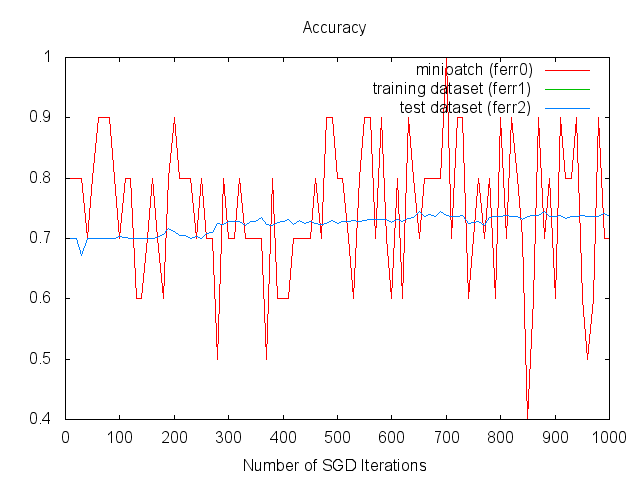 Accuracy
1
0.9
0.8
0.7
0.6
0.5
0.4
minibatch (ferr0)
training dataset (ferr1)
test dataset (ferr2)
0 100 200 300 400 500 600 700 800 900 1000
Number of SGD Iterations